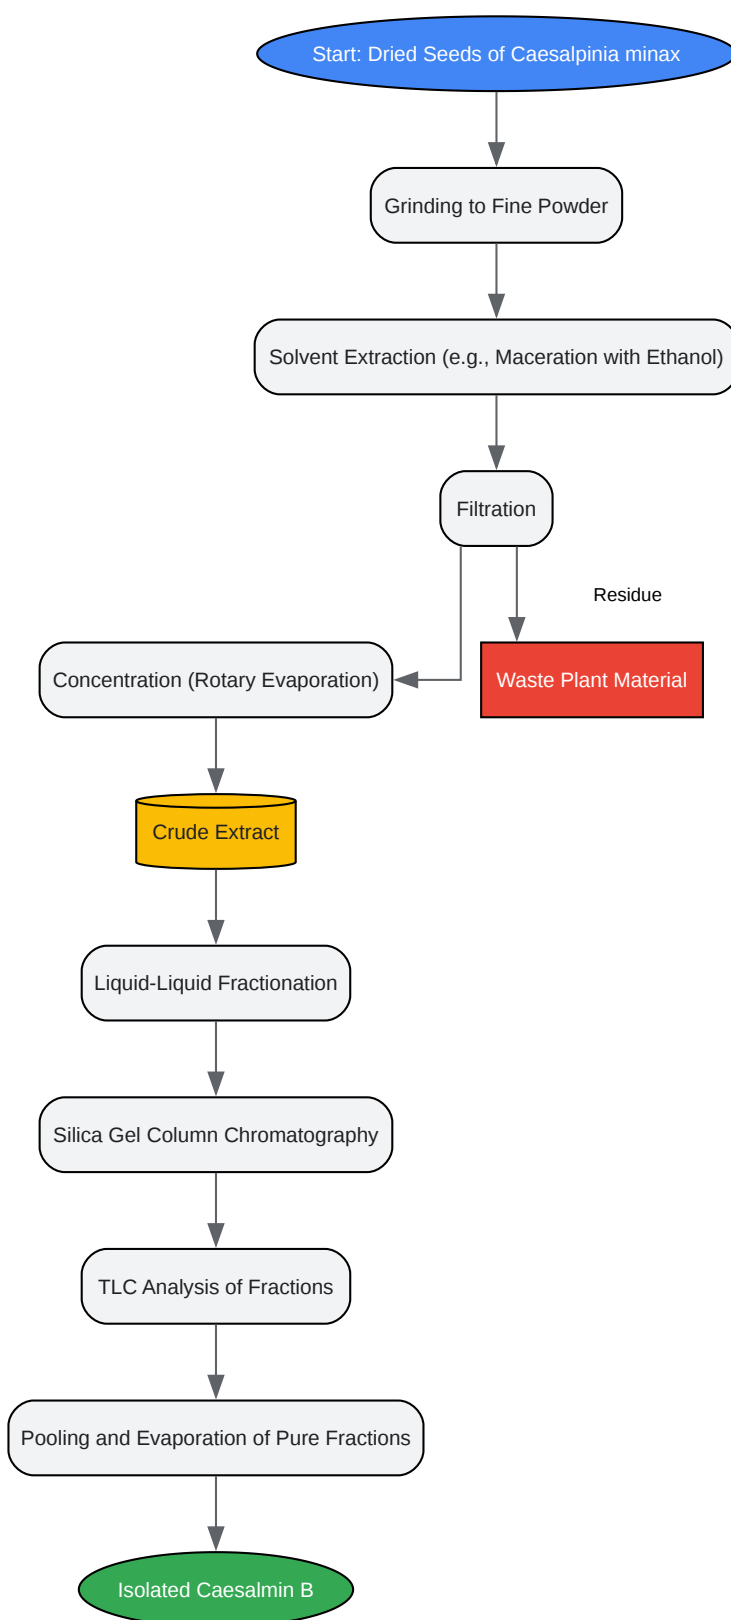 Start: Dried Seeds of Caesalpinia minax
Grinding to Fine Powder
Solvent Extraction (e.g., Maceration with Ethanol)
Filtration
Residue
Concentration (Rotary Evaporation)
Waste Plant Material
Crude Extract
Liquid-Liquid Fractionation
Silica Gel Column Chromatography
TLC Analysis of Fractions
Pooling and Evaporation of Pure Fractions
Isolated Caesalmin B